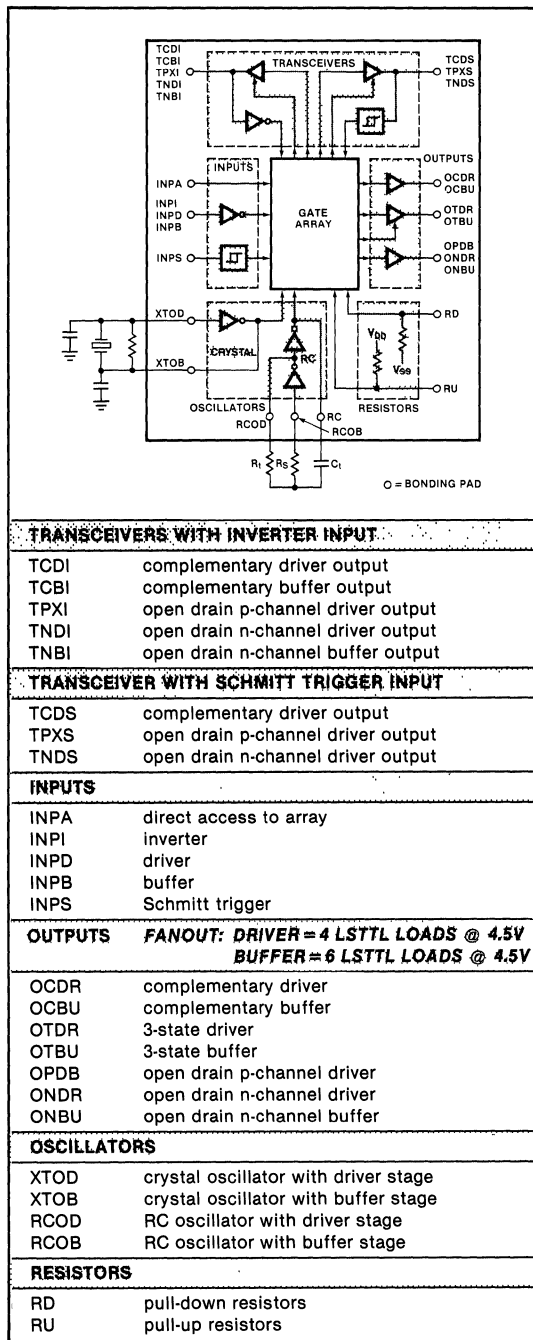 TCDI
TCBI
TPXI
TNDI
TNBI
TRANSCEIVERS
TCDS
TPXS
TNDS
INPUTS
OUTPUTS
INPA
INPI
INPD
INPB
INPS
GATE
ARRAY
OCDR
OCBU
OTDR
OTBU
OPDB
ONDR
ONBU
XTOD
XTOB
CRYSTAL
RC
OSCILLATORS
VDD
VSS
RD
RU
RESISTORS
RCOD
RC
RCOB
Rt
RS
Ct
O = BONDING PAD
TRANSCEIVERS WITH INVERTER INPUT
TCDI complementary driver output
TCBI complementary buffer output
TPXI open drain p-channel driver output
TNDI open drain n-channel driver output
TNBI open drain n-channel buffer output
TRANSCEIVER WITH SCHMITT TRIGGER INPUT
TCDS complementary driver output
TPXS open drain p-channel driver output
TNDS open drain n-channel driver output
INPUTS
INPA direct access to array
INPI inverter
INPD driver
INPB buffer
INPS Schmitt trigger
OUTPUTS FANOUT: DRIVER = 4 LSTTL LOADS @ 4.5V
BUFFER = 6 LSTTL LOADS @ 4.5V
OCDR complementary driver
OCBU complementary buffer
OTDR 3-state driver
OTBU 3-state buffer
OPDB open drain p-channel driver
ONDR open drain n-channel driver
ONBU open drain n-channel buffer
OSCILLATORS
XTOD crystal oscillator with driver stage
XTOB crystal oscillator with buffer stage
RCOD RC oscillator with driver stage
RCOB RC oscillator with buffer stage
RESISTORS
RD pull-down resistors
RU pull-up resistors